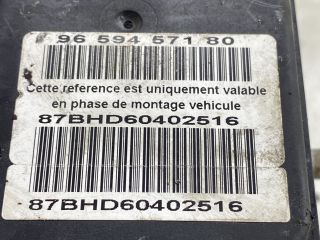 96 594 571 80
Cette reference est uniquement valable
en phase de montage vehicule
87BHD60402516
87BHD60402516